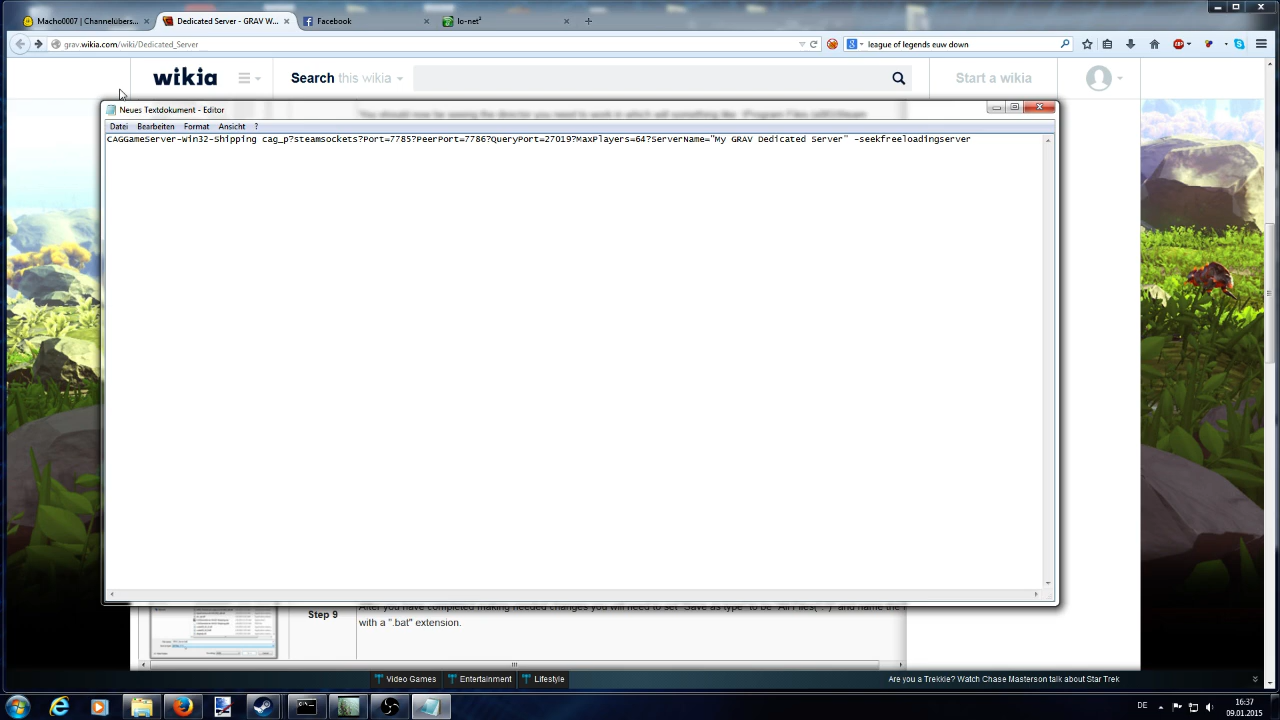 Macho0007 | Channelübers...
Dedicated Server - GRAV W...
Facebook
lo-net²
grav.wikia.com/wiki/Dedicated_Server
league of legends euw down
wikia
Search this wikia
Start a wikia
Neues Textdokument - Editor
Datei Bearbeiten Format Ansicht ?
CAGGameServer-Win32-Shipping cag_p?steamsockets?Port=7785?PeerPort=7786?QueryPort=27019?MaxPlayers=64?ServerName="My GRAV Dedicated Server" -seekfreeloadingserver
Step 9
with a ".bat" extension.
Video Games Entertainment Lifestyle
Are you a Trekkie? Watch Chase Masterson talk about Star Trek
DE
16:37
09.01.2015